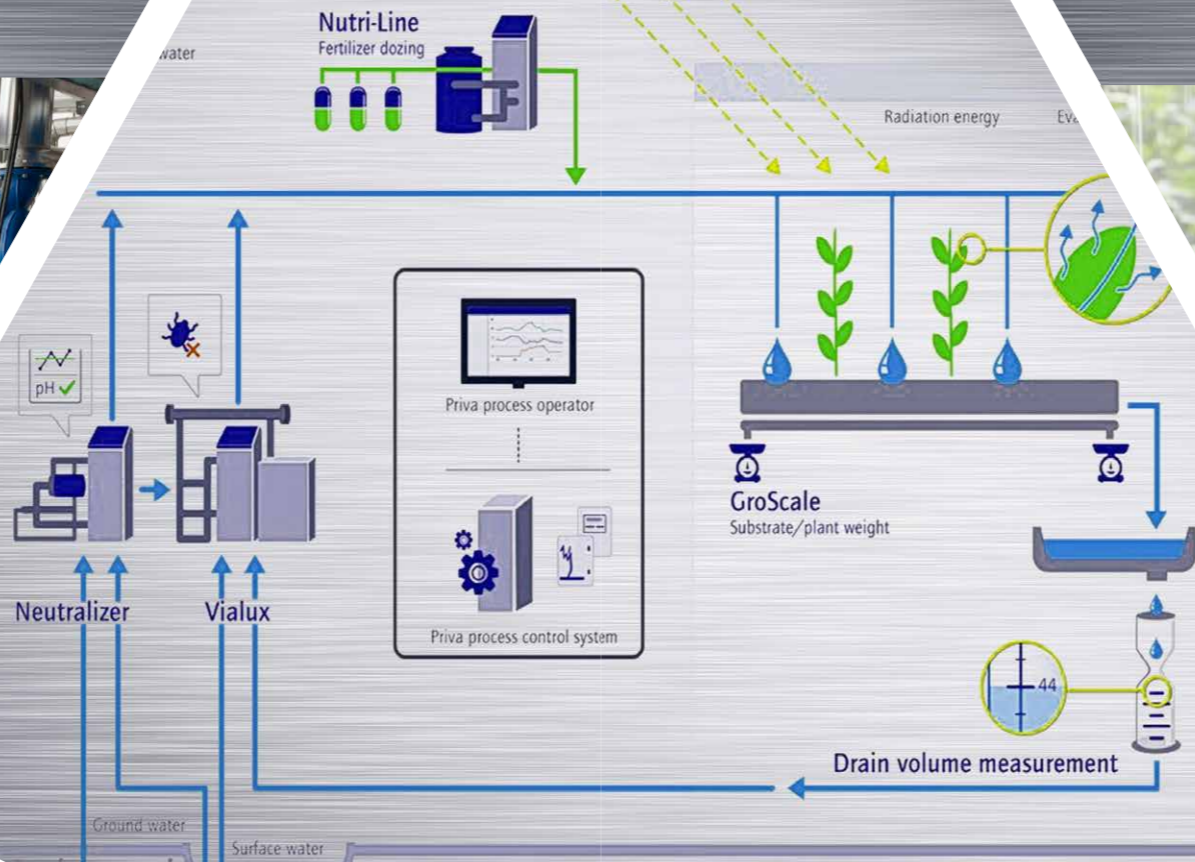 Nutri-Line
Fertilizer dozing
water
Radiation energy
pH
Priva process operator
GroScale
Substrate/plant weight
Neutralizer
Vialux
Priva process control system
44
Drain volume measurement
Ground water
Surface water